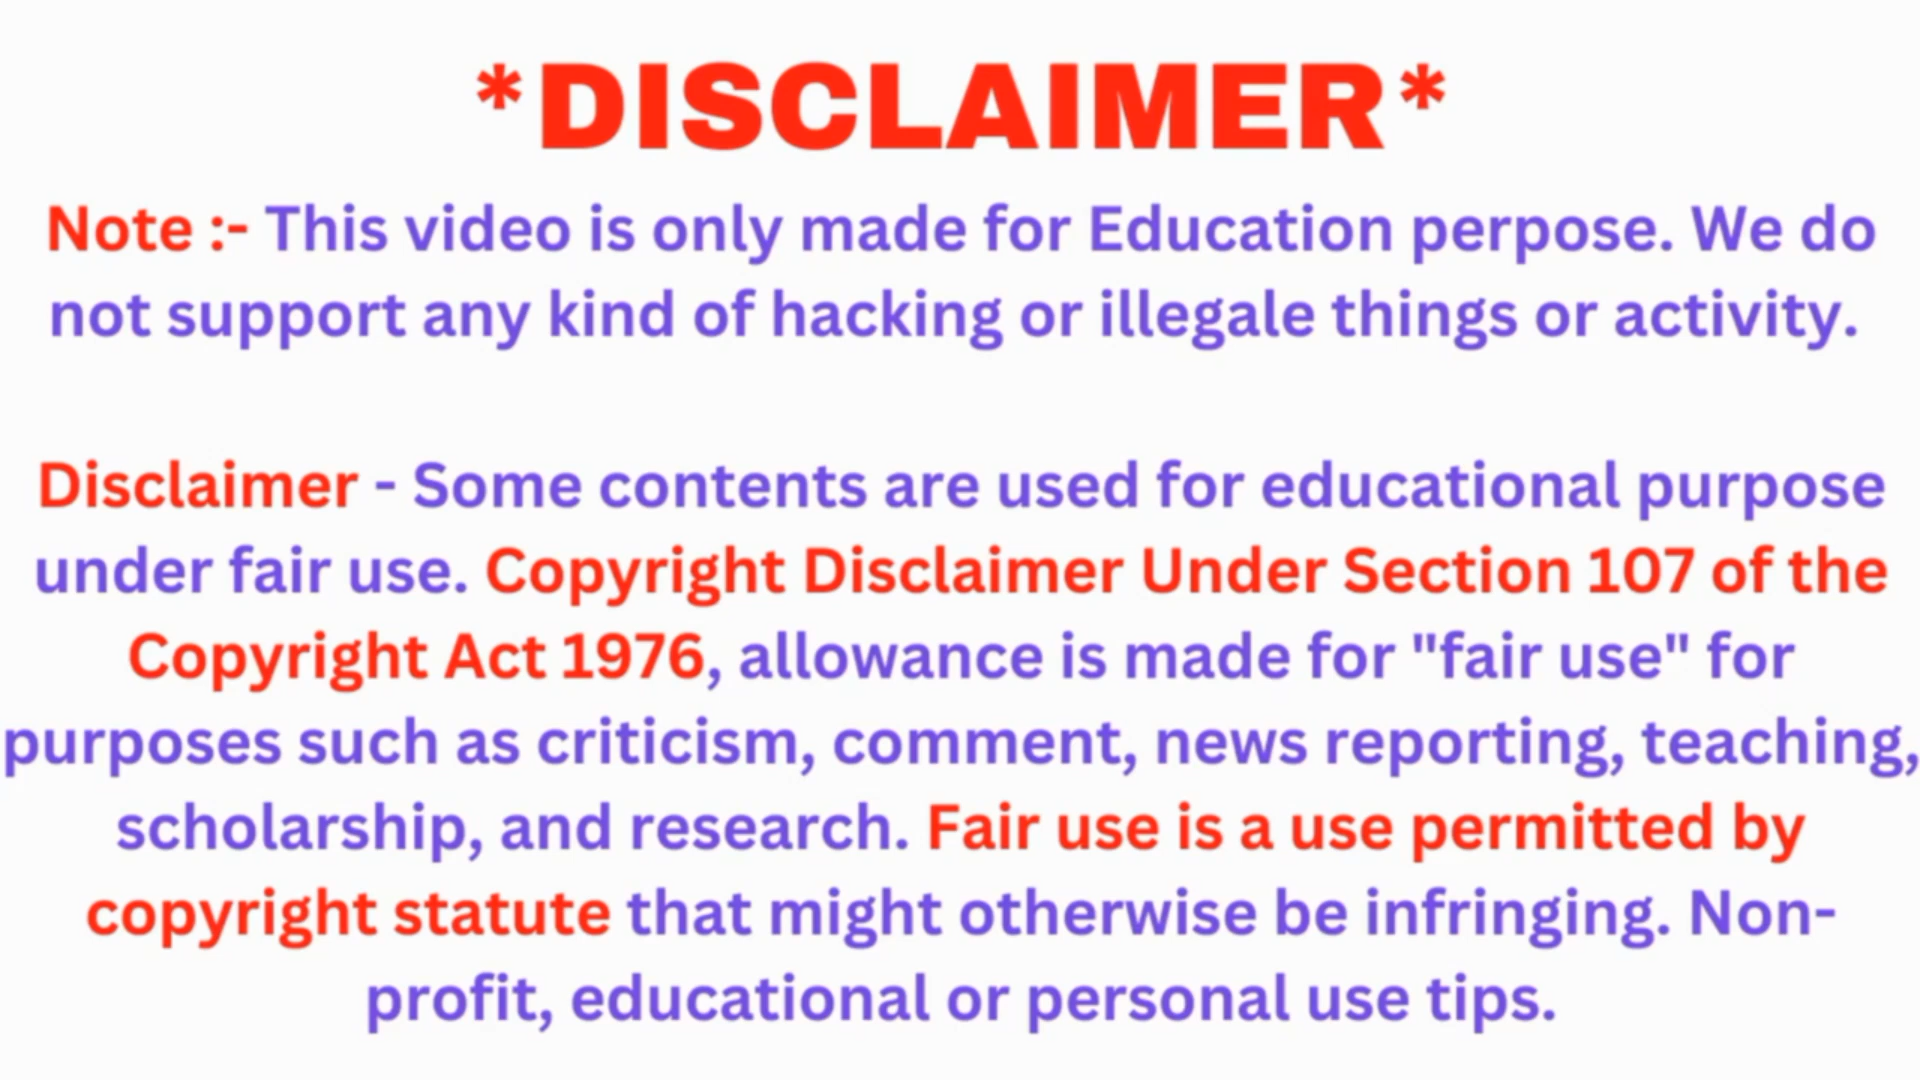 *DISCLAIMER*
Note :- This video is only made for Education perpose. We do
not support any kind of hacking or illegale things or activity.
Disclaimer - Some contents are used for educational purpose
under fair use. Copyright Disclaimer Under Section 107 of the
Copyright Act 1976, allowance is made for "fair use" for
purposes such as criticism, comment, news reporting, teaching,
scholarship, and research. Fair use is a use permitted by
copyright statute that might otherwise be infringing. Non-
profit, educational or personal use tips.